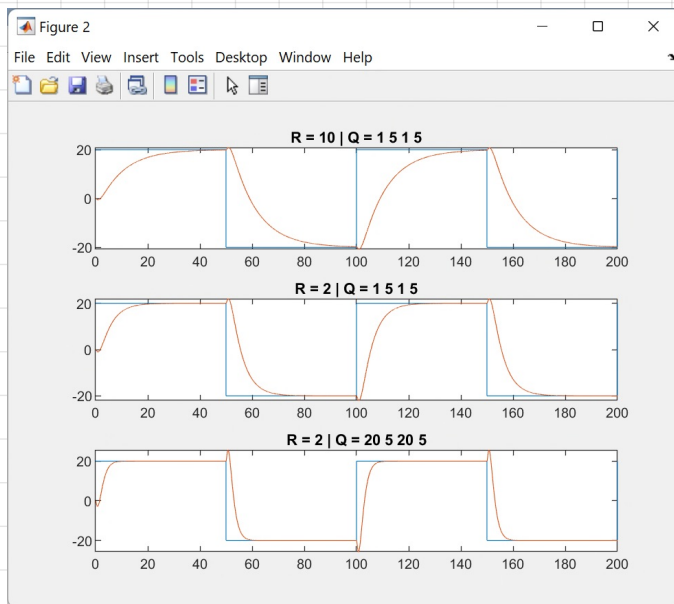 Figure 2
File Edit View Insert Tools Desktop Window Help
R = 10 | Q = 1 5 1 5
20
0
-20
0 20 40 60 80 100 120 140 160 180 200
R = 2 | Q = 1 5 1 5
20
0
-20
0 20 40 60 80 100 120 140 160 180 200
R = 2 | Q = 20 5 20 5
20
0
-20
0 20 40 60 80 100 120 140 160 180 200